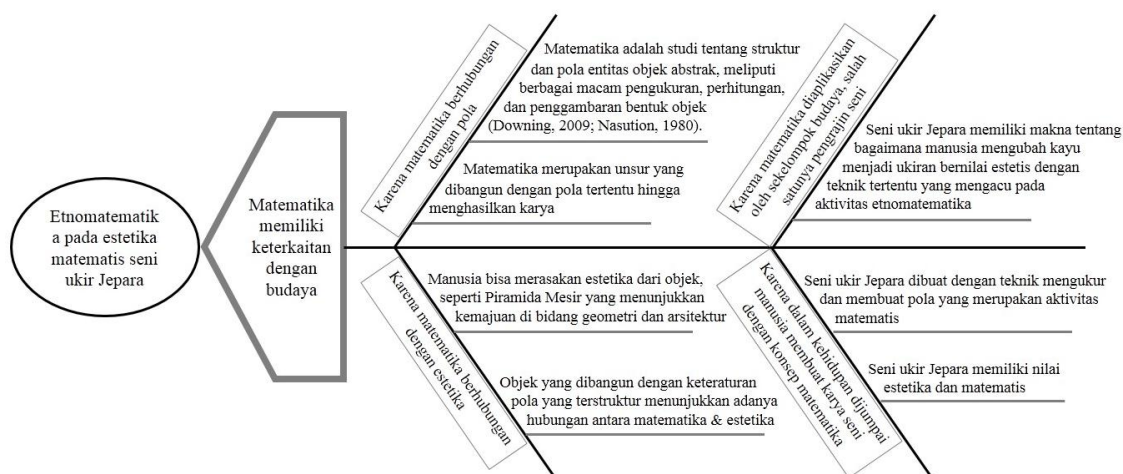 Etnomatematik
a pada estetika
matematis seni
ukir Jepara
Matematika
memiliki
keterkaitan
dengan
budaya
Karena matematika berhubungan
dengan pola
Matematika adalah studi tentang struktur
dan pola entitas objek abstrak, meliputi
berbagai macam pengukuran, perhitungan,
dan penggambaran bentuk objek
(Downing, 2009; Nasution, 1980).
Matematika merupakan unsur yang
dibangun dengan pola tertentu hingga
menghasilkan karya
Karena matematika diaplikasikan
oleh sekelompok budaya, salah
satunya pengrajin seni
Seni ukir Jepara memiliki makna tentang
bagaimana manusia mengubah kayu
menjadi ukiran bernilai estetis dengan
teknik tertentu yang mengacu pada
aktivitas etnomatematika
Karena matematika berhubungan
dengan estetika
Manusia bisa merasakan estetika dari objek,
seperti Piramida Mesir yang menunjukkan
kemajuan di bidang geometri dan arsitektur
Objek yang dibangun dengan keteraturan
pola yang terstruktur menunjukkan adanya
hubungan antara matematika & estetika
Karena dalam kehidupan dijumpai
manusia membuat karya seni
dengan konsep matematika
Seni ukir Jepara dibuat dengan teknik mengukur
dan membuat pola yang merupakan aktivitas
matematis
Seni ukir Jepara memiliki nilai
estetika dan matematis